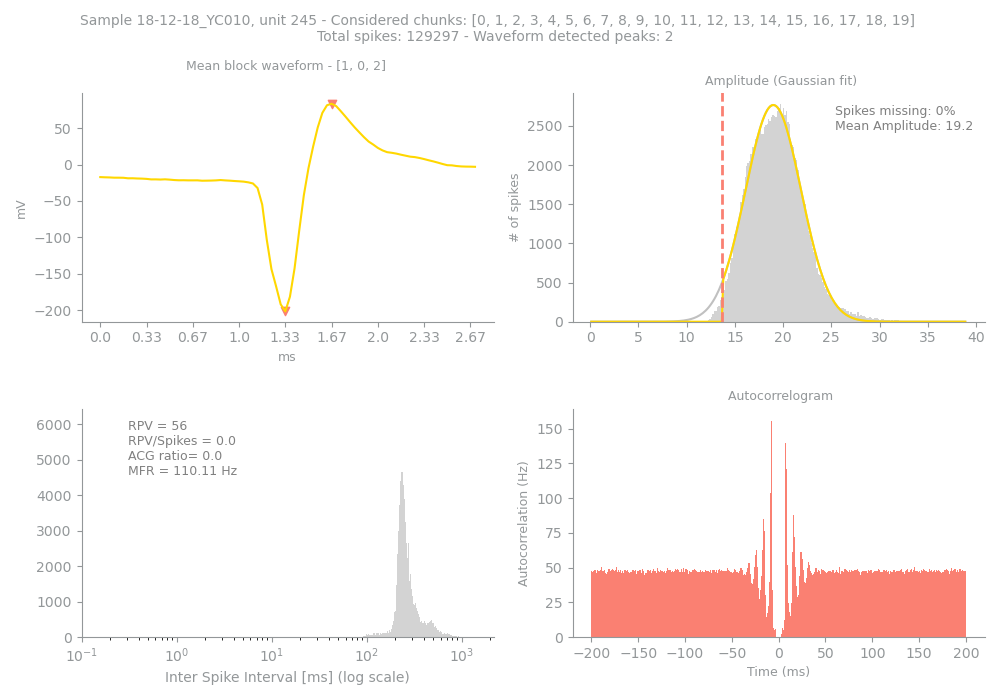 Sample 18-12-18_YC010, unit 245 - Considered chunks: [0, 1, 2, 3, 4, 5, 6, 7, 8, 9, 10, 11, 12, 13, 14, 15, 16, 17, 18, 19]
Total spikes: 129297 - Waveform detected peaks: 2
Mean block waveform - [1, 0, 2]
mV
50
0
−50
−100
−150
−200
0.0 0.33 0.67 1.0 1.33 1.67 2.0 2.33 2.67
ms
Amplitude (Gaussian fit)
Spikes missing: 0%
Mean Amplitude: 19.2
# of spikes
2500
2000
1500
1000
500
0
0 5 10 15 20 25 30 35 40
RPV = 56
RPV/Spikes = 0.0
ACG ratio= 0.0
MFR = 110.11 Hz
6000
5000
4000
3000
2000
1000
0
10⁻¹ 10⁰ 10¹ 10² 10³
Inter Spike Interval [ms] (log scale)
Autocorrelogram
Autocorrelation (Hz)
150
125
100
75
50
25
0
−200 −150 −100 −50 0 50 100 150 200
Time (ms)